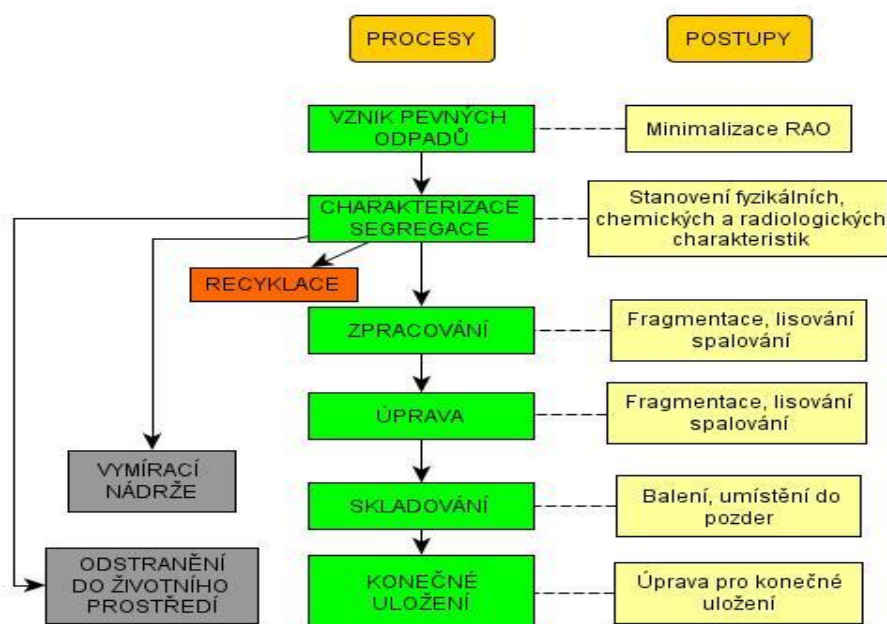 PROCESY
POSTUPY
VZNIK PEVNÝCH
ODPADŮ
Minimalizace RAO
CHARAKTERIZACE
SEGREGACE
Stanovení fyzikálních,
chemických a radiologických
charakteristik
RECYKLACE
ZPRACOVÁNÍ
Fragmentace, lisování
spalování
ÚPRAVA
Fragmentace, lisování
spalování
VYMÍRACÍ
NÁDRŽE
SKLADOVÁNÍ
Balení, umístění do
pozder
ODSTRANĚNÍ
DO ŽIVOTNÍHO
PROSTŘEDÍ
KONEČNÉ
ULOŽENÍ
Úprava pro konečné
uložení